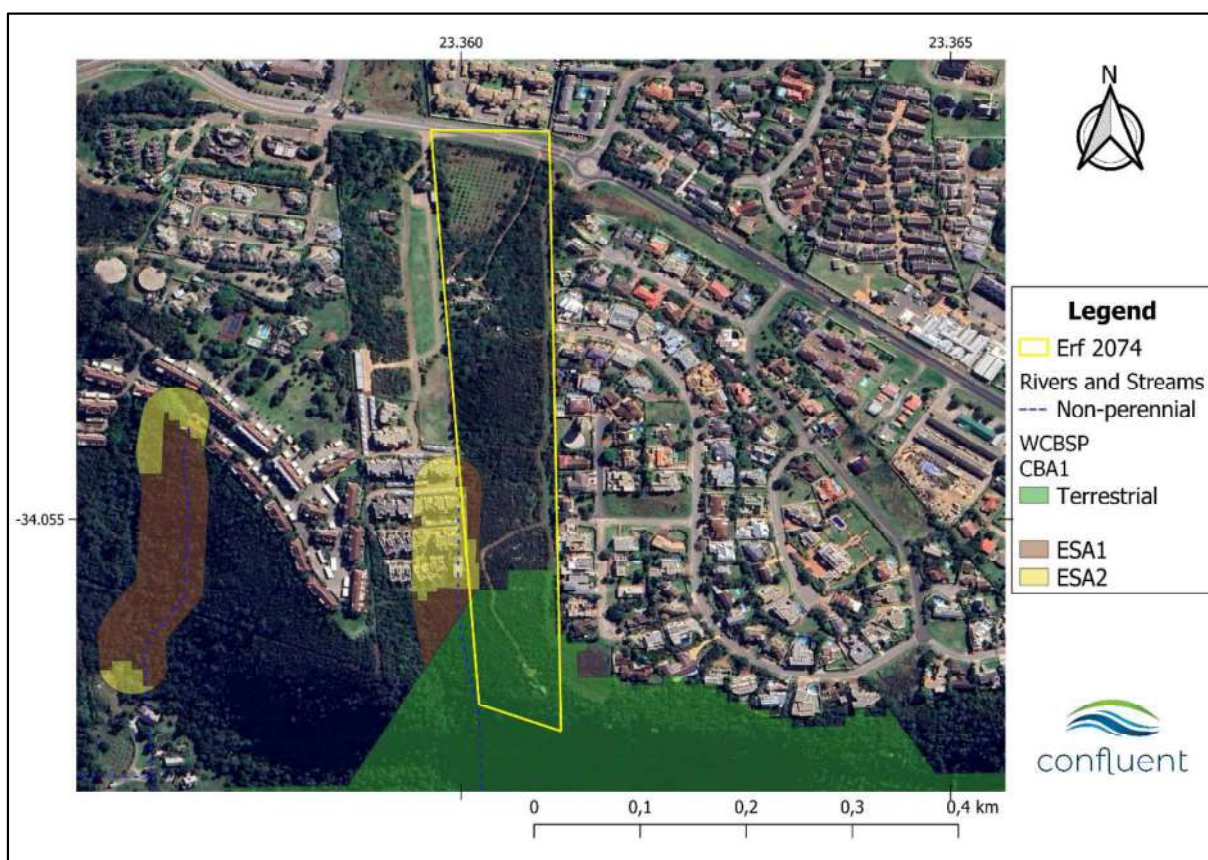 23.360
23.365
N
-34.055
Legend
Erf 2074
Rivers and Streams
Non-perennial
WCBSP
CBA1
Terrestrial
ESA1
ESA2
confluent
0
0,1
0,2
0,3
0,4 km